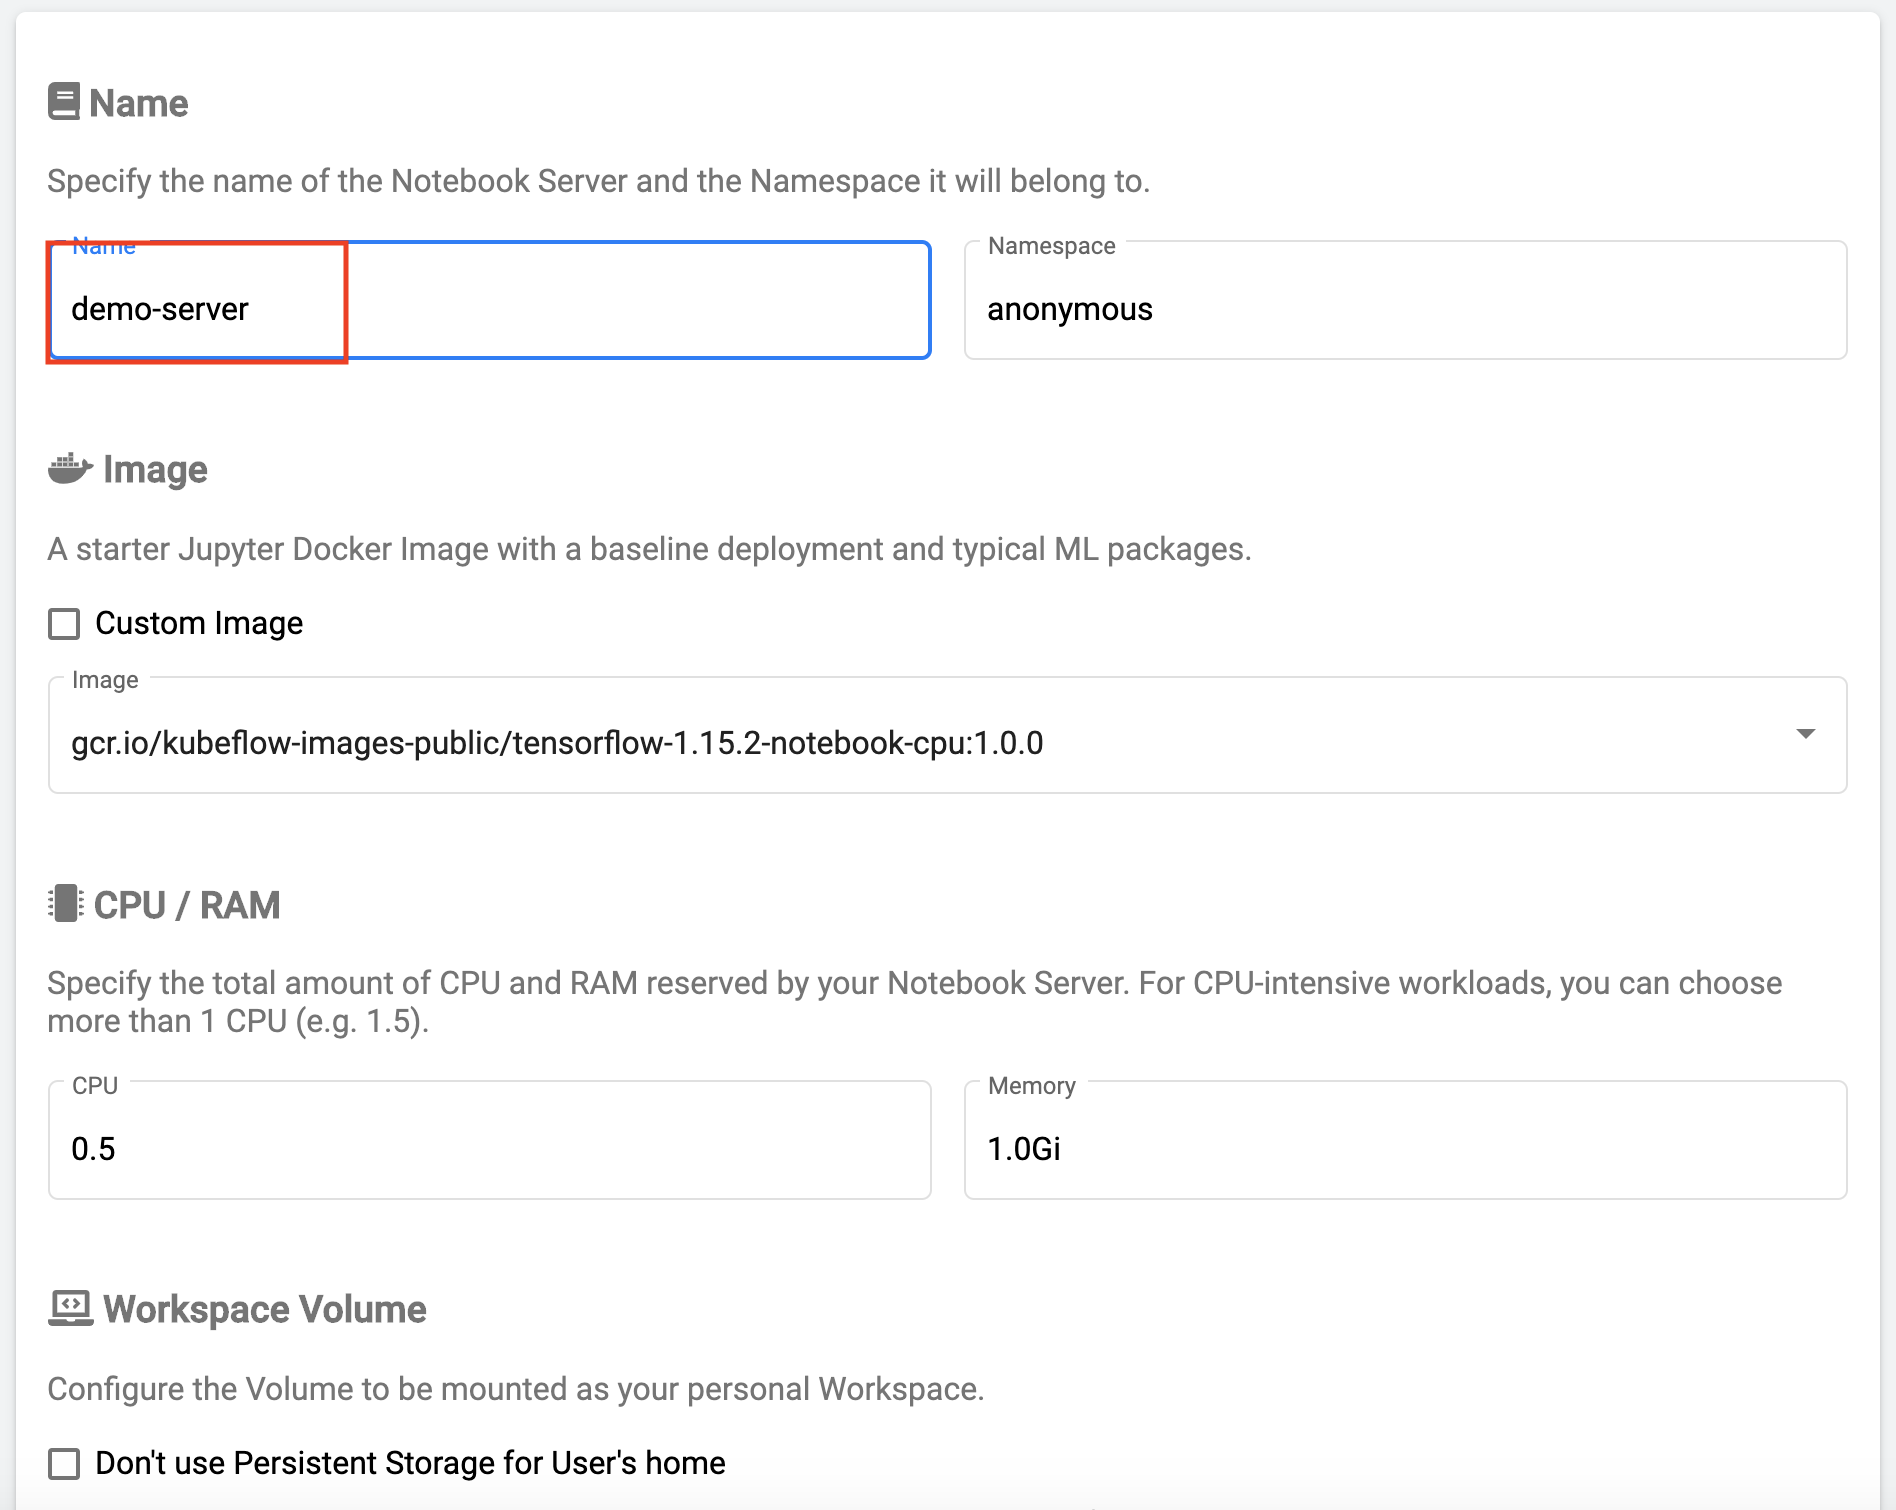 Name
Specify the name of the Notebook Server and the Namespace it will belong to.
Name
demo-server
Namespace
anonymous
Image
A starter Jupyter Docker Image with a baseline deployment and typical ML packages.
Custom Image
Image
gcr.io/kubeflow-images-public/tensorflow-1.15.2-notebook-cpu:1.0.0
CPU / RAM
Specify the total amount of CPU and RAM reserved by your Notebook Server. For CPU-intensive workloads, you can choose
more than 1 CPU (e.g. 1.5).
CPU
0.5
Memory
1.0Gi
Workspace Volume
Configure the Volume to be mounted as your personal Workspace.
Don't use Persistent Storage for User's home